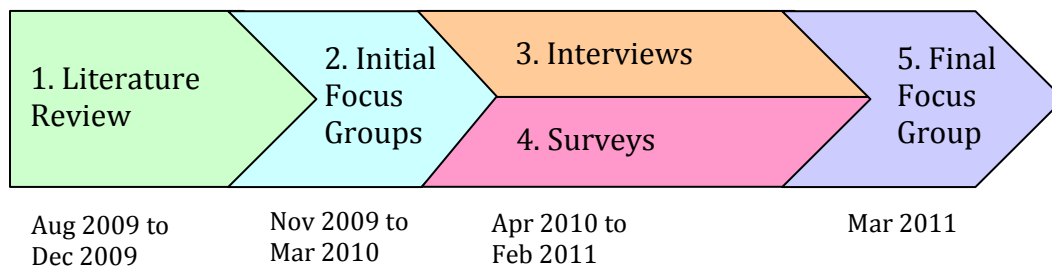 1. Literature
Review
2. Initial
Focus
Groups
3. Interviews
4. Surveys
5. Final
Focus
Group
Aug 2009 to
Dec 2009
Nov 2009 to
Mar 2010
Apr 2010 to
Feb 2011
Mar 2011